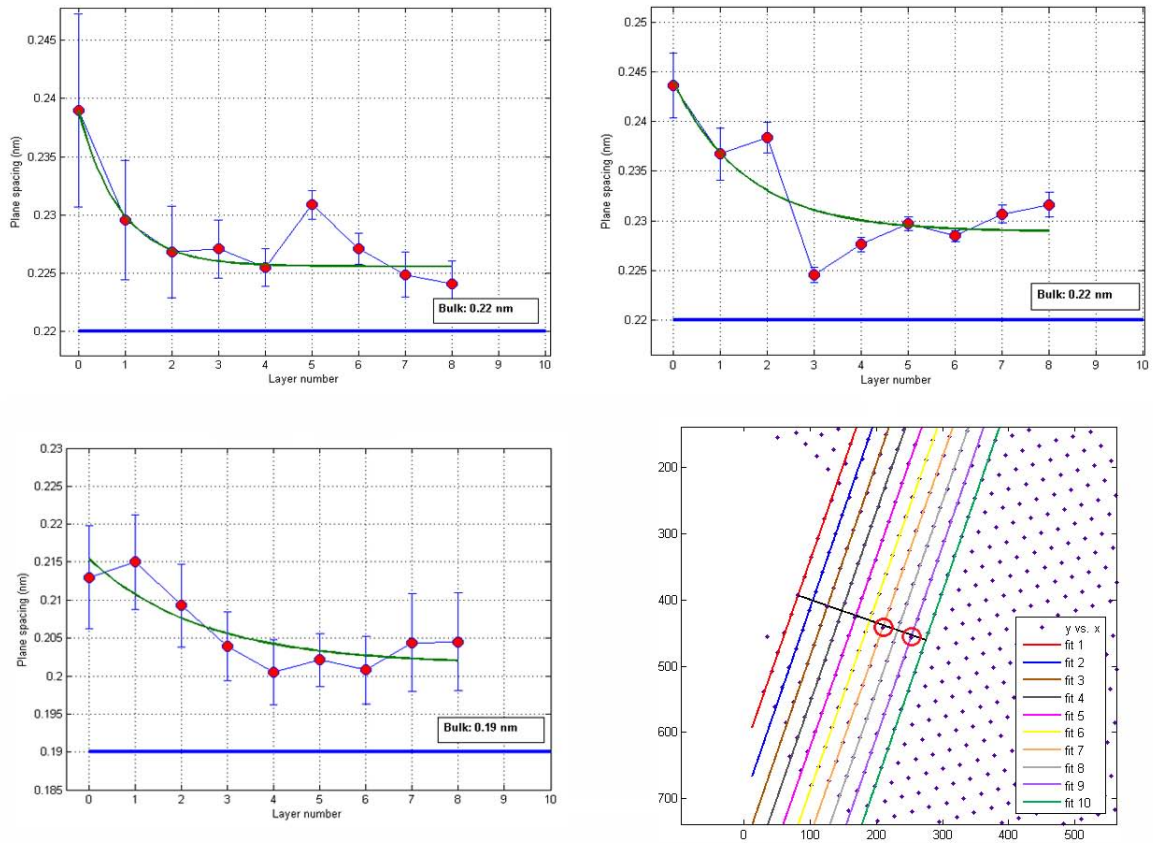 0.245
0.24
0.235
0.23
0.225
0.22
Plane spacing (nm)
Bulk: 0.22 nm
0 1 2 3 4 5 6 7 8 9 10
Layer number
0.25
0.245
0.24
0.235
0.23
0.225
0.22
Plane spacing (nm)
Bulk: 0.22 nm
0 1 2 3 4 5 6 7 8 9 10
Layer number
0.23
0.225
0.22
0.215
0.21
0.205
0.2
0.195
0.19
0.185
Plane spacing (nm)
Bulk: 0.19 nm
0 1 2 3 4 5 6 7 8 9 10
Layer number
200
300
400
500
600
700
0 100 200 300 400 500
y vs. x
fit 1
fit 2
fit 3
fit 4
fit 5
fit 6
fit 7
fit 8
fit 9
fit 10